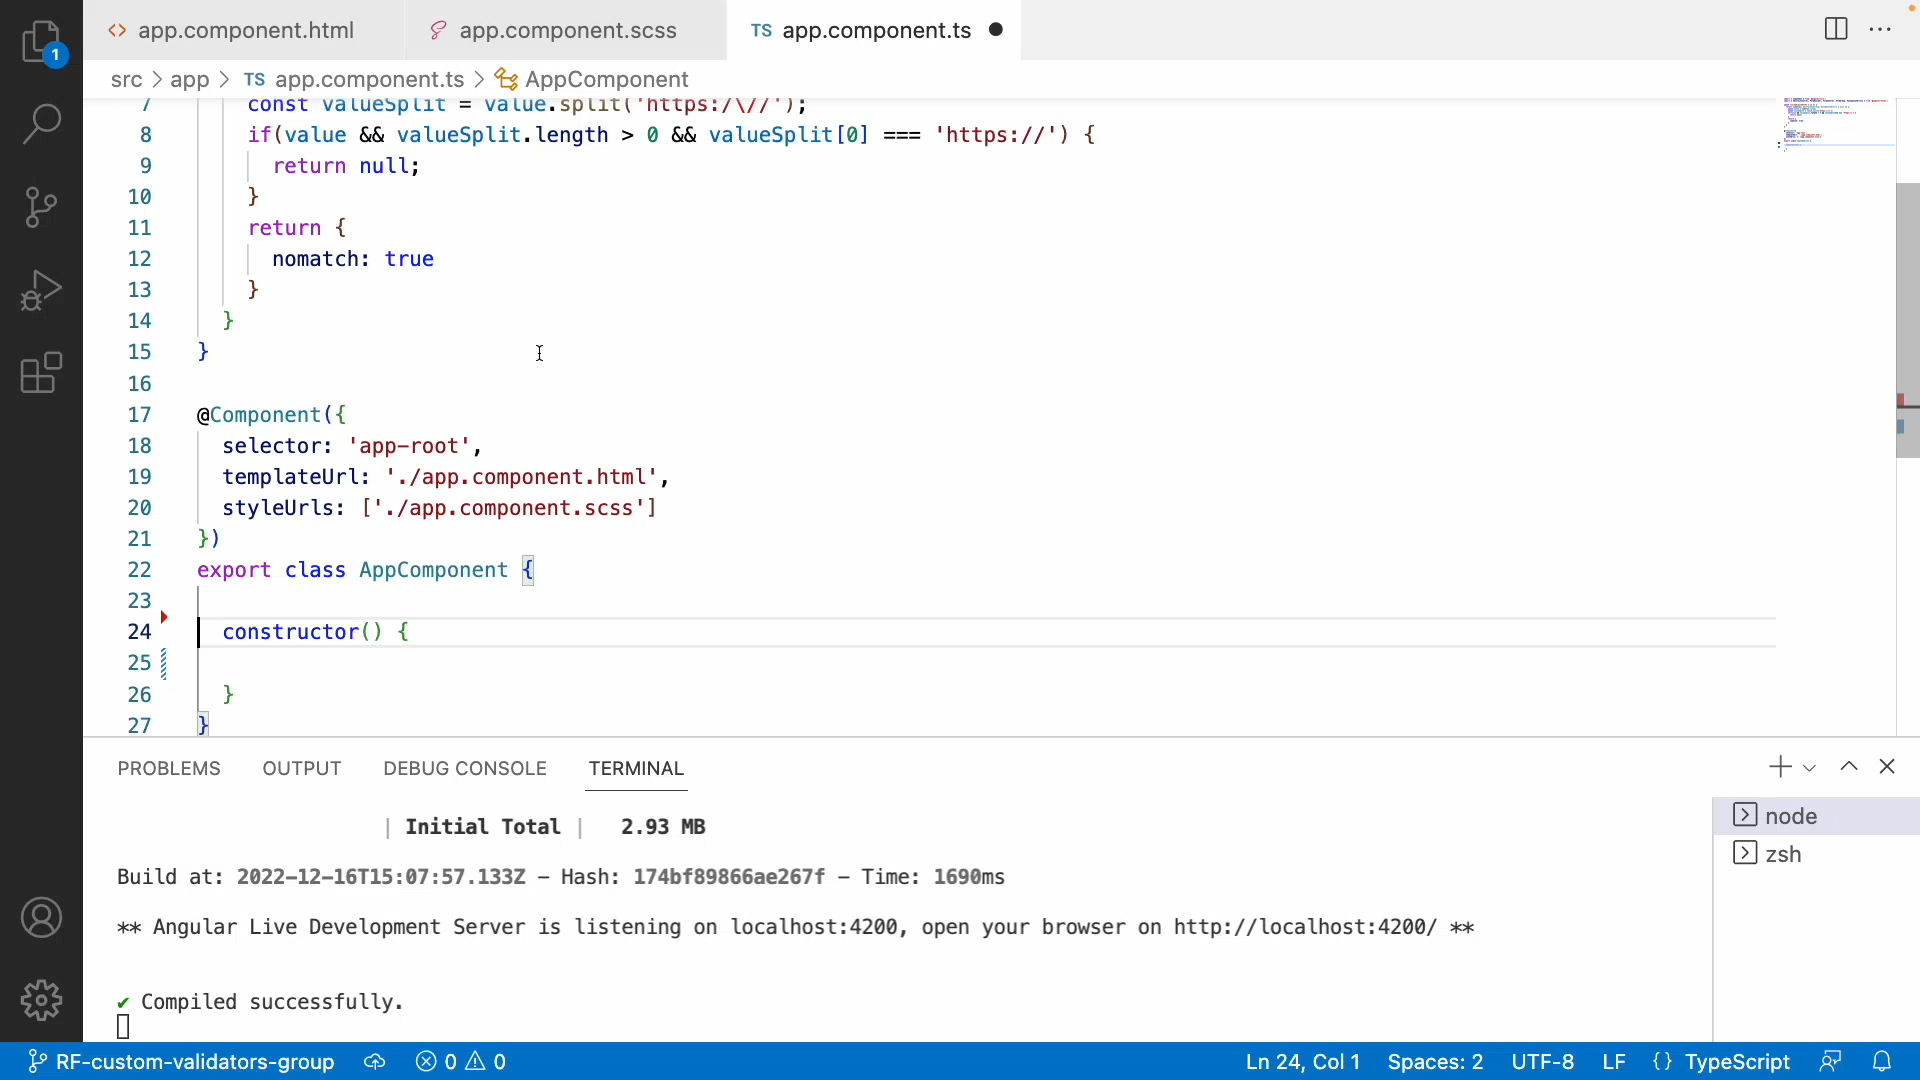 1
<> app.component.html
app.component.scss
TS app.component.ts
src > app > TS app.component.ts > AppComponent
7 const valueSplit = value.split('https:/\//');
8 if(value && valueSplit.length > 0 && valueSplit[0] === 'https://') {
9 return null;
10 }
11 return {
12 nomatch: true
13 }
14 }
15 }
16
17 @Component({
18 selector: 'app-root',
19 templateUrl: './app.component.html',
20 styleUrls: ['./app.component.scss']
21 })
22 export class AppComponent {
23
24 constructor() {
25
26 }
27 }
PROBLEMS OUTPUT DEBUG CONSOLE TERMINAL
| Initial Total | 2.93 MB
Build at: 2022-12-16T15:07:57.133Z - Hash: 174bf89866ae267f - Time: 1690ms
** Angular Live Development Server is listening on localhost:4200, open your browser on http://localhost:4200/ **
✔ Compiled successfully.
node
zsh
RF-custom-validators-group 0 0 Ln 24, Col 1 Spaces: 2 UTF-8 LF {} TypeScript